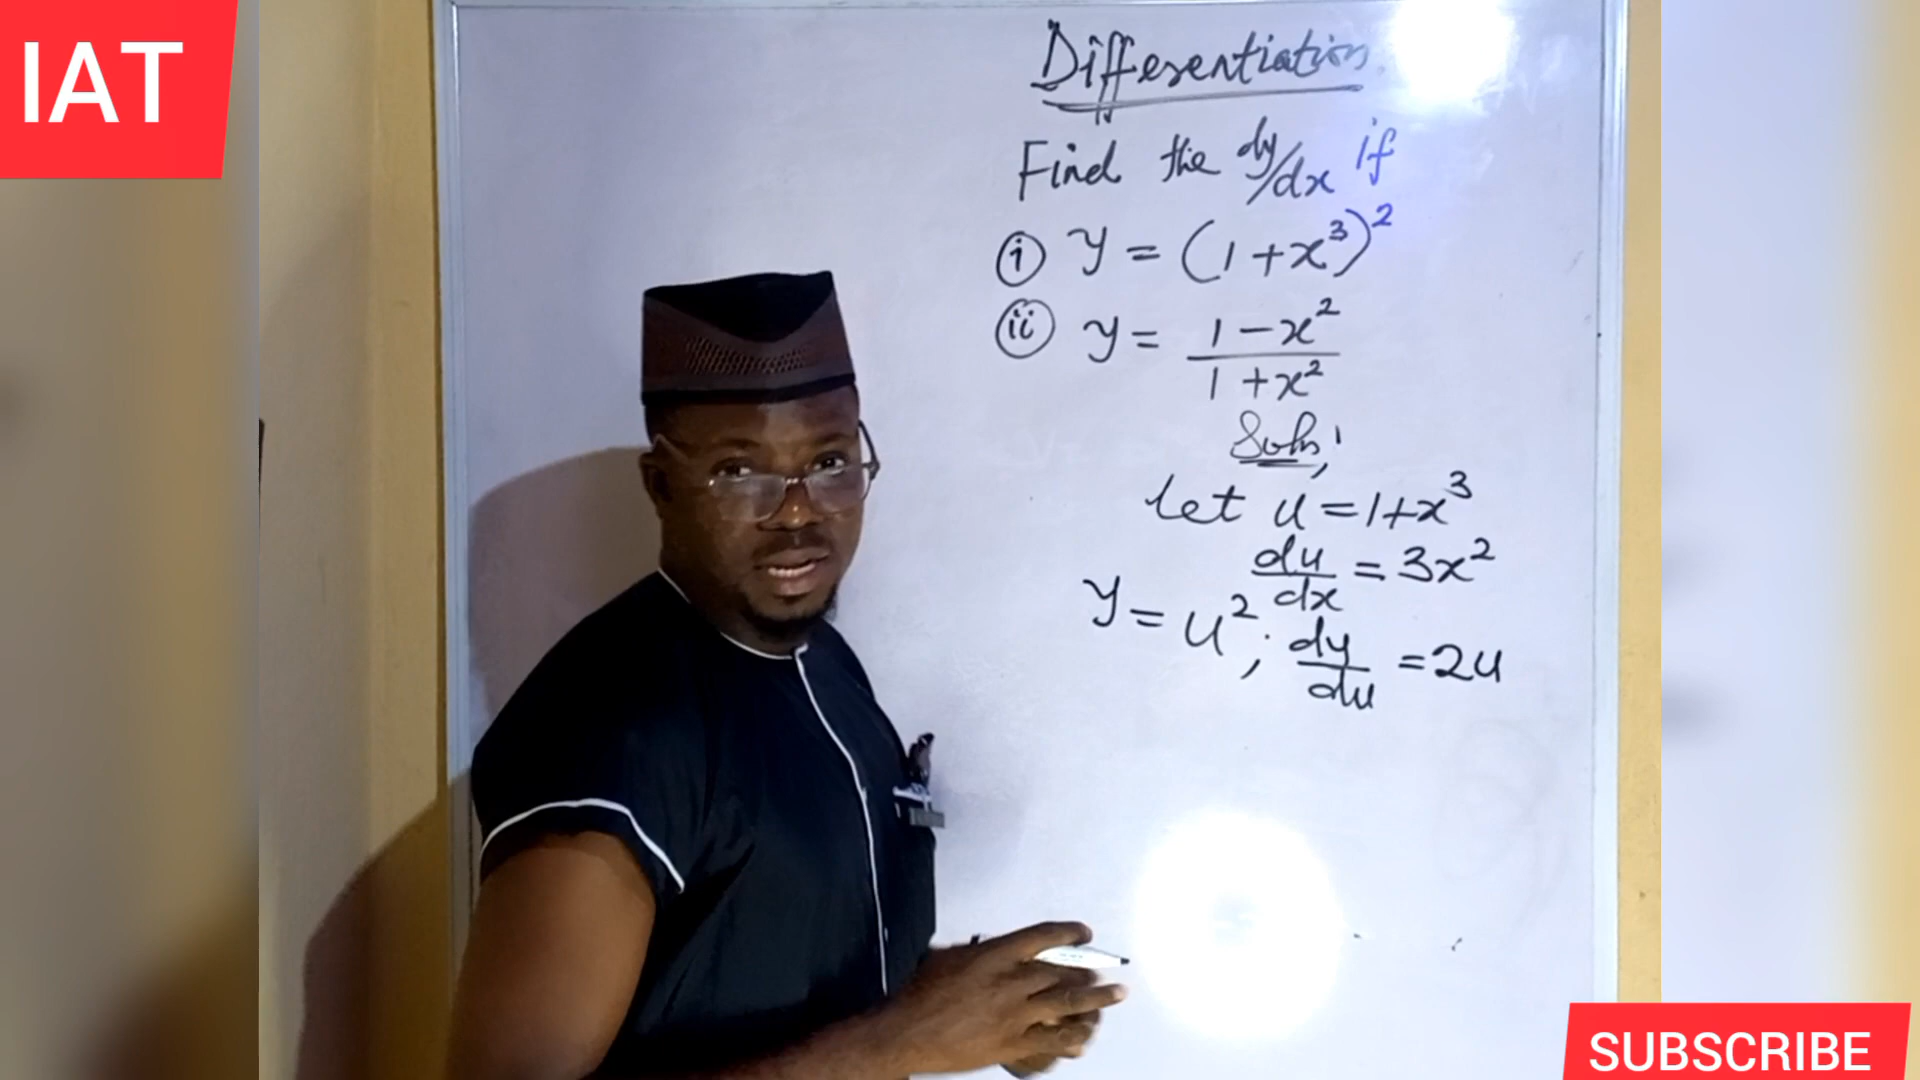 IAT
Differentiation.
Find the dy/dx if
(i) y = (1+x³)²
(ii) y = 1-x² / 1+x²
Soln;
Let u = 1+x³
du/dx = 3x²
y = u²; dy/du = 2u
SUBSCRIBE